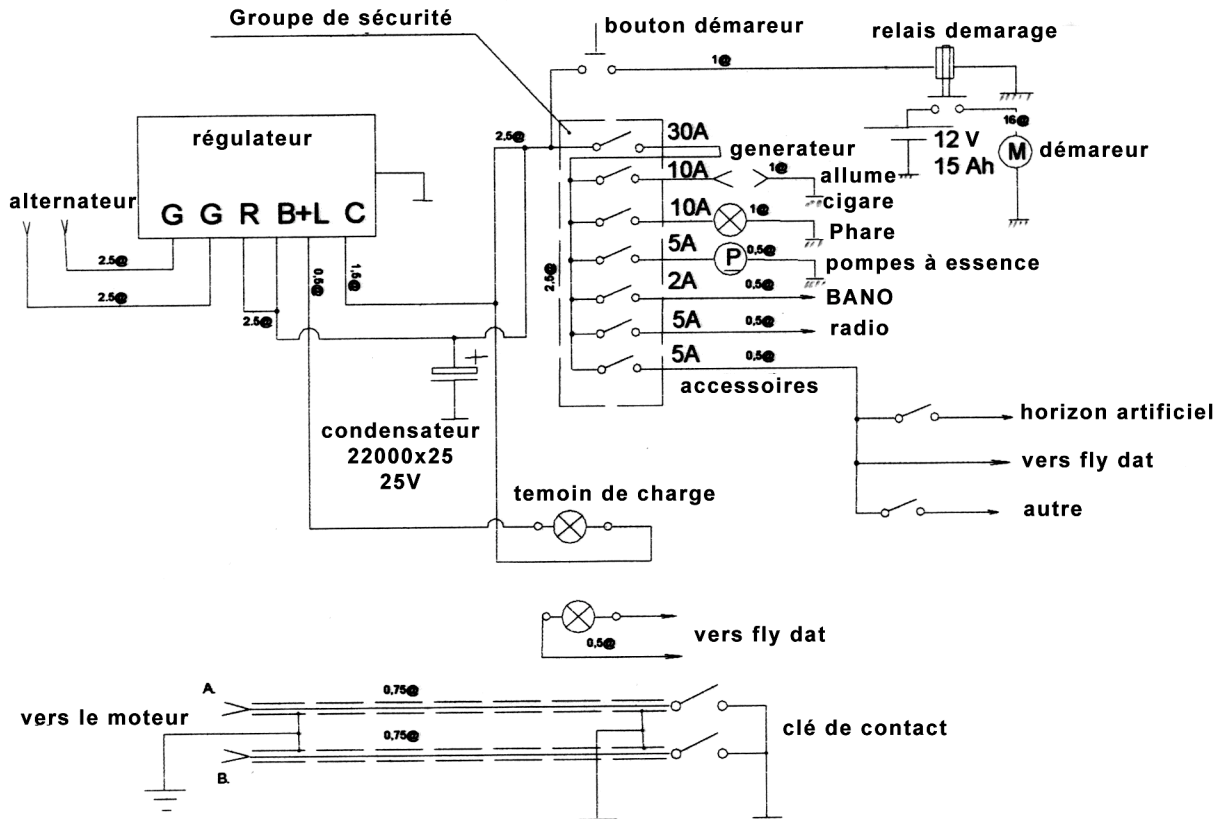 Groupe de sécurité
bouton démareur
relais demarage
1@
régulateur
2,5@
30A
16@
12 V
15 Ah
M
démareur
generateur
alternateur
G G R B+L C
10A
1@
allume
cigare
10A
1@
Phare
2.5@
2.5@
2.5@
0,5@
1,5@
2,5@
5A
P
0,5@
pompes à essence
2A
0,5@
BANO
5A
0,5@
radio
5A
0,5@
accessoires
+
condensateur
22000x25
25V
horizon artificiel
vers fly dat
autre
temoin de charge
0,5@
vers fly dat
A.
0,75@
vers le moteur
0,75@
B.
clé de contact